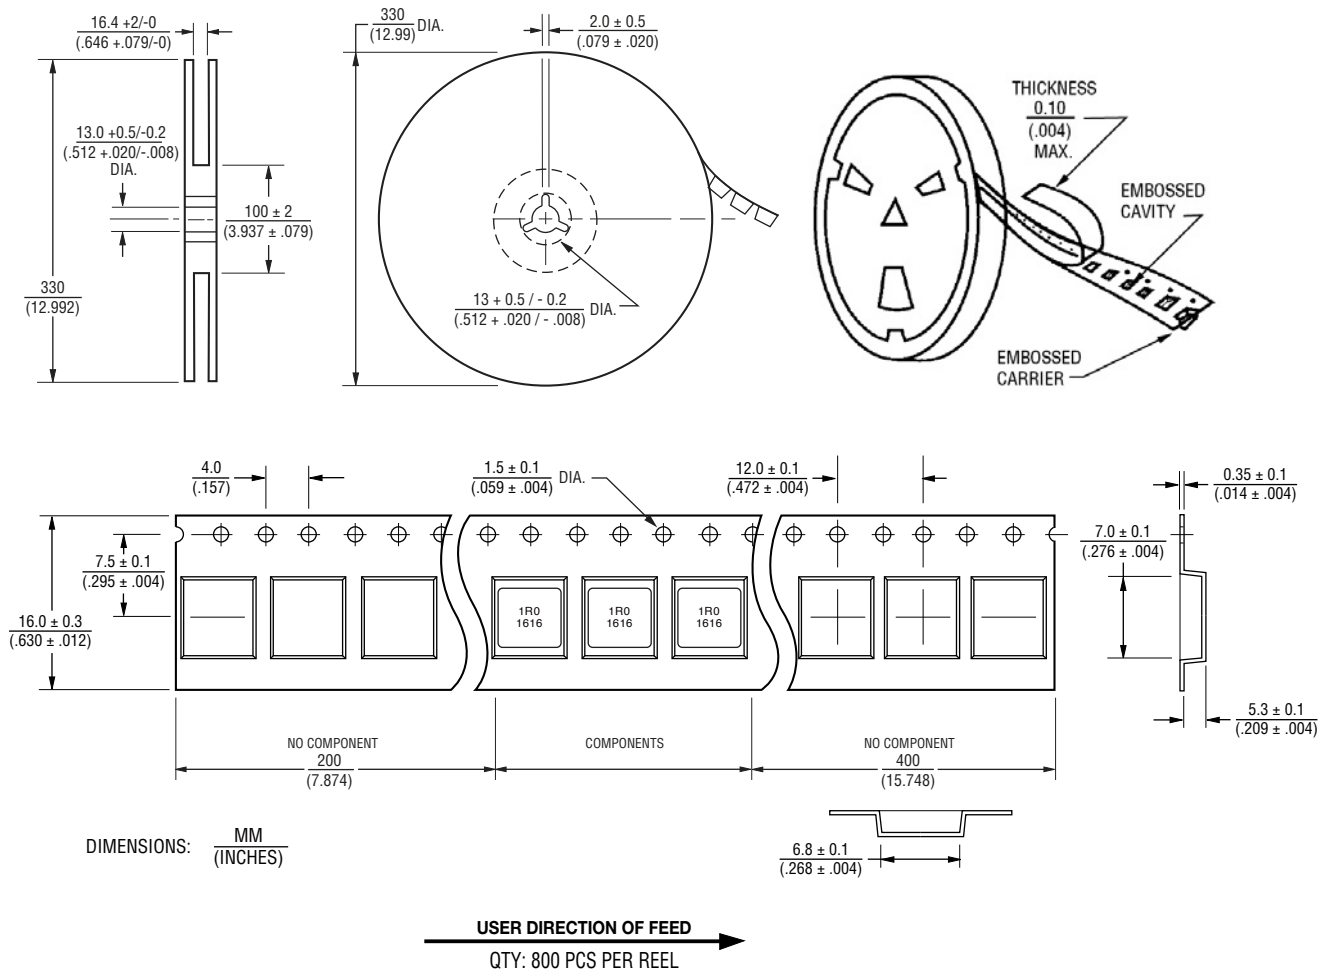 16.4 +2/-0
(.646 +.079/-0)
13.0 +0.5/-0.2
(.512 +.020/-.008)
DIA.
100 ± 2
(3.937 ± .079)
330
(12.992)
330
(12.99)
DIA.
2.0 ± 0.5
(.079 ± .020)
13 + 0.5 / - 0.2
(.512 + .020 / - .008)
DIA.
THICKNESS
0.10
(.004)
MAX.
EMBOSSED
CAVITY
EMBOSSED
CARRIER
4.0
(.157)
1.5 ± 0.1
(.059 ± .004)
DIA.
12.0 ± 0.1
(.472 ± .004)
0.35 ± 0.1
(.014 ± .004)
7.5 ± 0.1
(.295 ± .004)
16.0 ± 0.3
(.630 ± .012)
1R0
1616
1R0
1616
1R0
1616
7.0 ± 0.1
(.276 ± .004)
5.3 ± 0.1
(.209 ± .004)
NO COMPONENT
200
(7.874)
COMPONENTS
NO COMPONENT
400
(15.748)
6.8 ± 0.1
(.268 ± .004)
DIMENSIONS:
MM
(INCHES)
USER DIRECTION OF FEED
QTY: 800 PCS PER REEL